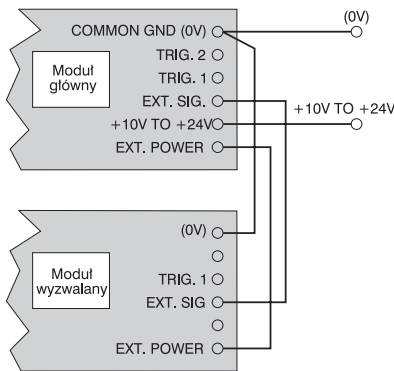 (0V)
COMMON GND (0V)
TRIG. 2
Moduł
główny
TRIG. 1
EXT. SIG.
+10V TO +24V
+10V TO +24V
EXT. POWER
(0V)
Moduł
wyzwalany
TRIG. 1
EXT. SIG
EXT. POWER